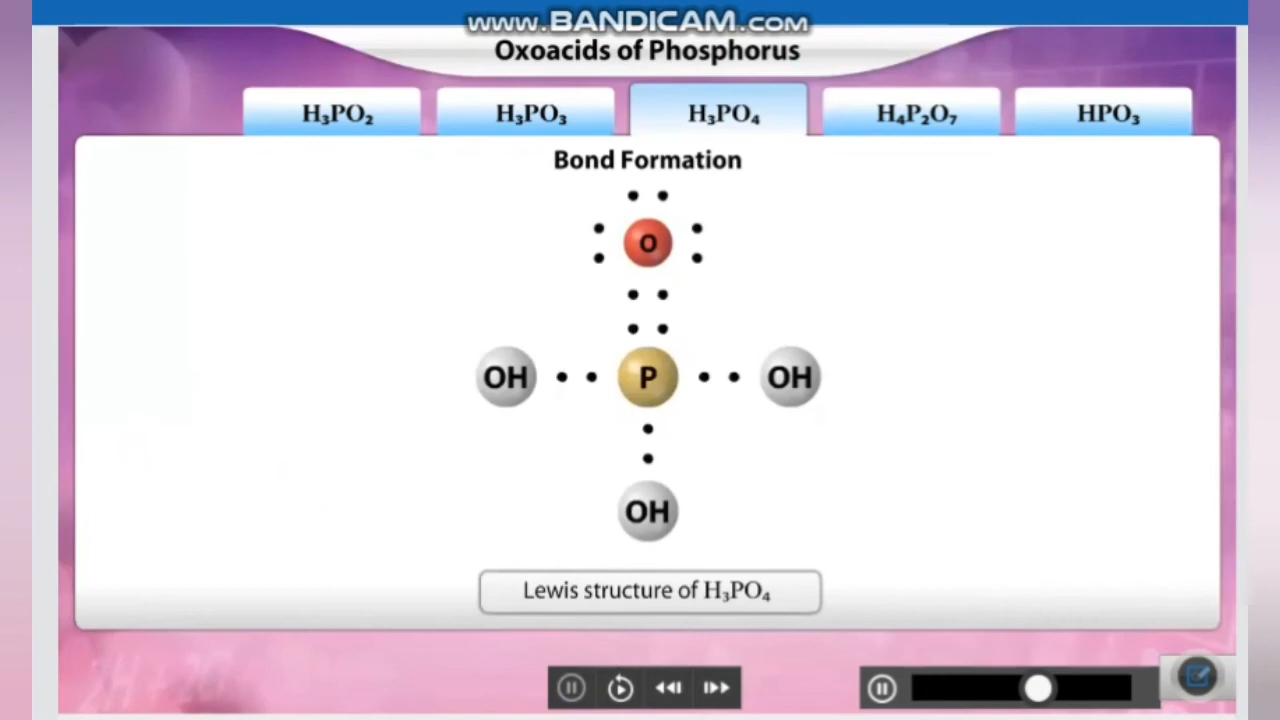 www.BANDICAM.com
Oxoacids of Phosphorus
H₃PO₂ H₃PO₃ H₃PO₄ H₄P₂O₇ HPO₃
Bond Formation
O
OH P OH
OH
Lewis structure of H₃PO₄